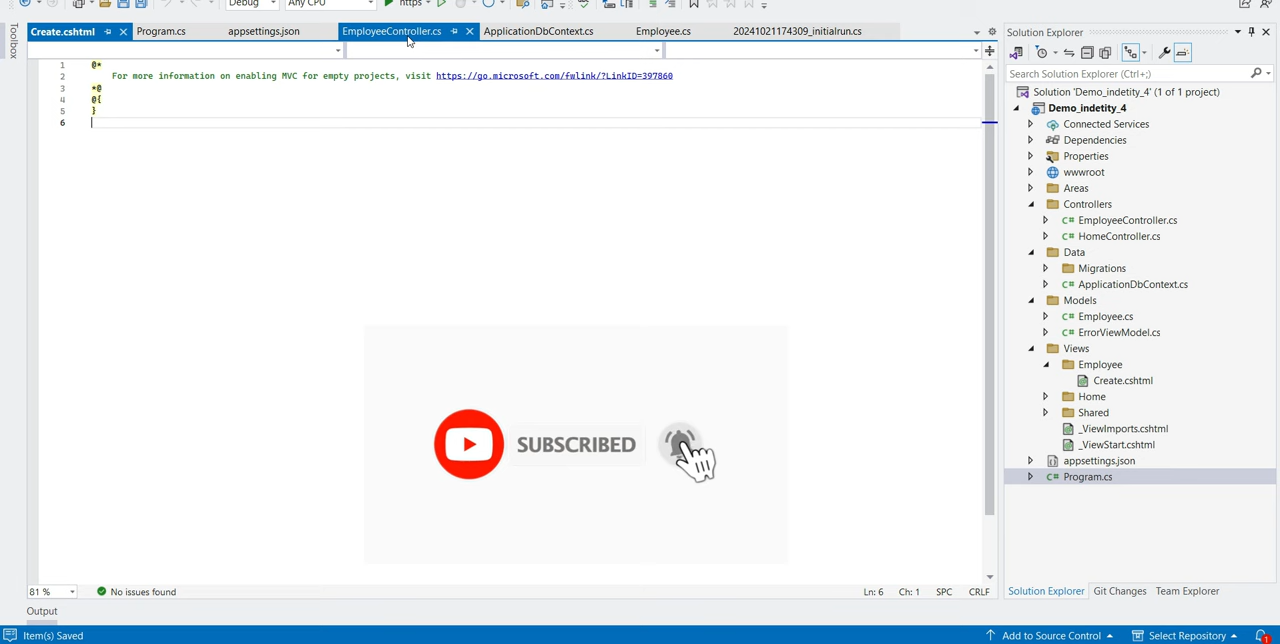 Debug
Any CPU
https
Toolbox
Create.cshtml
Program.cs
appsettings.json
EmployeeController.cs
ApplicationDbContext.cs
Employee.cs
20241021174309_initialrun.cs
1 @*
2 For more information on enabling MVC for empty projects, visit https://go.microsoft.com/fwlink/?LinkID=397860
3 *@
4 @{
5 }
6
SUBSCRIBED
81 %
No issues found
Ln: 6
Ch: 1
SPC
CRLF
Output
Item(s) Saved
Solution Explorer
Search Solution Explorer (Ctrl+;)
Solution 'Demo_indetity_4' (1 of 1 project)
Demo_indetity_4
Connected Services
Dependencies
Properties
wwwroot
Areas
Controllers
C# EmployeeController.cs
C# HomeController.cs
Data
Migrations
C# ApplicationDbContext.cs
Models
C# Employee.cs
C# ErrorViewModel.cs
Views
Employee
Create.cshtml
Home
Shared
_ViewImports.cshtml
_ViewStart.cshtml
appsettings.json
C# Program.cs
Solution Explorer
Git Changes
Team Explorer
Add to Source Control
Select Repository
1